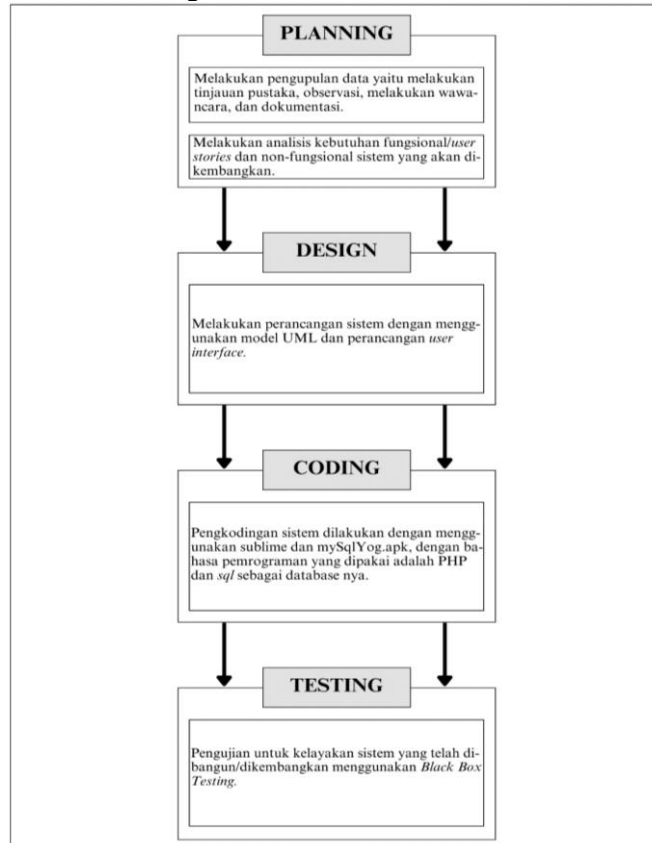 PLANNING
Melakukan pengupulan data yaitu melakukan
tinjauan pustaka, observasi, melakukan wawa-
ncara, dan dokumentasi.
Melakukan analisis kebutuhan fungsional/user
stories dan non-fungsional sistem yang akan di-
kembangkan.
DESIGN
Melakukan perancangan sistem dengan mengg-
unakan model UML dan perancangan user
interface.
CODING
Pengkodingan sistem dilakukan dengan mengg-
unakan sublime dan mySqlYog.apk, dengan ba-
hasa pemrograman yang dipakai adalah PHP
dan sql sebagai database nya.
TESTING
Pengujian untuk kelayakan sistem yang telah di-
bangun/dikembangkan menggunakan Black Box
Testing.